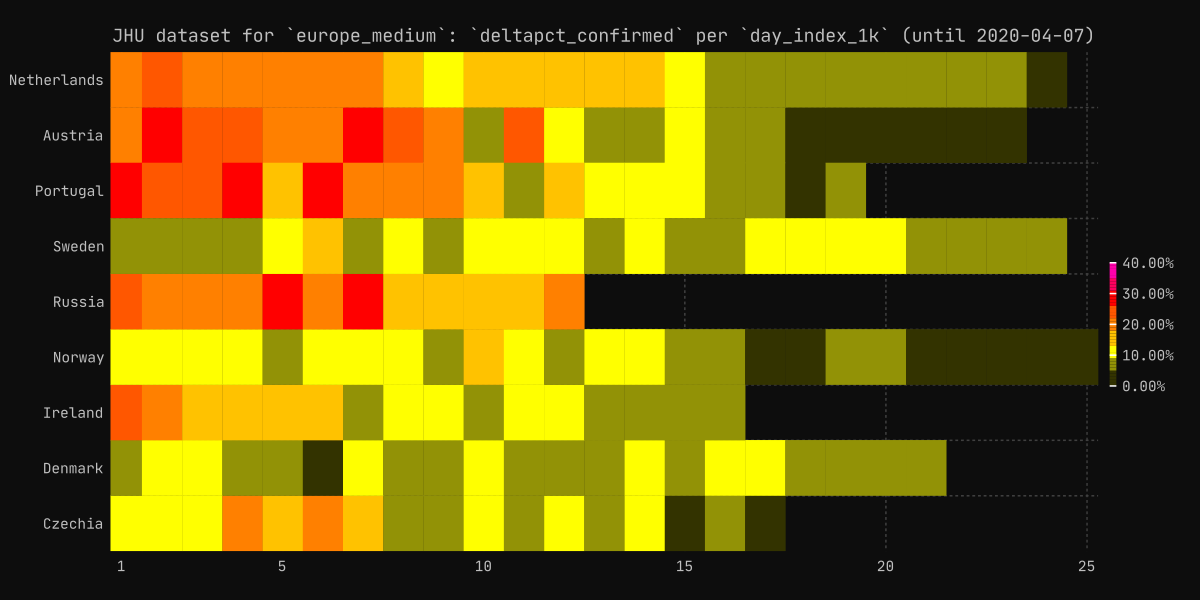 JHU dataset for `europe_medium`: `deltapct_confirmed` per `day_index_1k` (until 2020-04-07)
Netherlands
Austria
Portugal
Sweden
Russia
Norway
Ireland
Denmark
Czechia
1 5 10 15 20 25
40.00%
30.00%
20.00%
10.00%
0.00%